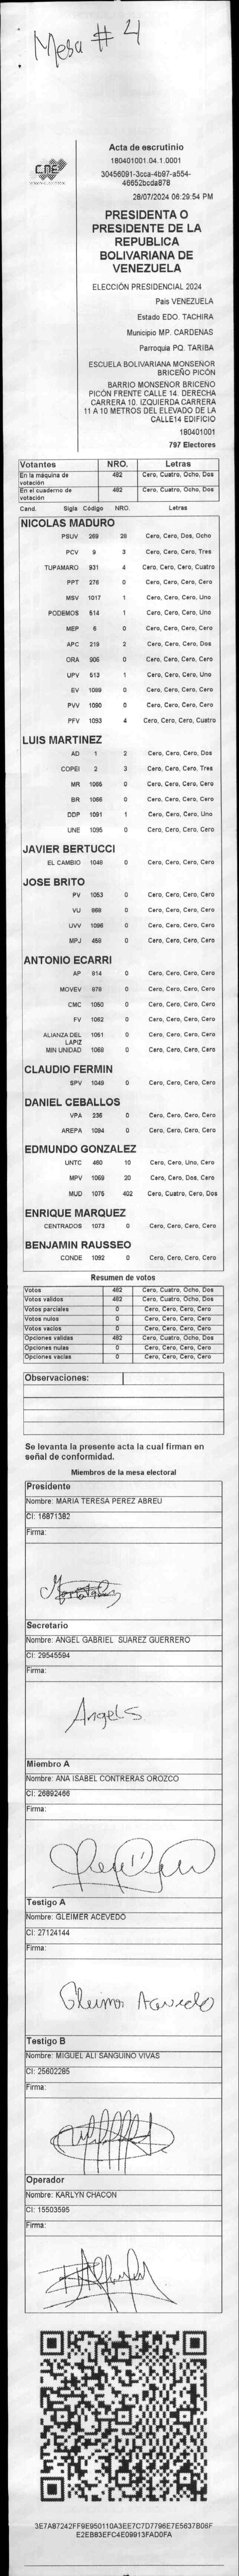 Mesa # 4
CNE
Acta de escrutinio
180401001.04.1.0001
30456091-3cca-4b97-a554-
46652bcda878
28/07/2024 06:29:54 PM
PRESIDENTA O
PRESIDENTE DE LA
REPUBLICA
BOLIVARIANA DE
VENEZUELA
ELECCIÓN PRESIDENCIAL 2024
Pais VENEZUELA
Estado EDO. TACHIRA
Municipio MP. CARDENAS
Parroquia PQ. TARIBA
ESCUELA BOLIVARIANA MONSEÑOR
BRICEÑO PICÓN
BARRIO MONSEÑOR BRICEÑO
PICÓN FRENTE CALLE 14. DERECHA
CARRERA 10. IZQUIERDA CARRERA
11 A 10 METROS DEL ELEVADO DE LA
CALLE14 EDIFICIO
180401001
797 Electores
Votantes NRO. Letras
En la máquina de votación 482 Cero, Cuatro, Ocho, Dos
En el cuaderno de votación 482 Cero, Cuatro, Ocho, Dos
Cand. Sigla Código NRO. Letras
NICOLAS MADURO
PSUV 269 28 Cero, Cero, Dos, Ocho
PCV 9 3 Cero, Cero, Cero, Tres
TUPAMARO 931 4 Cero, Cero, Cero, Cuatro
PPT 276 0 Cero, Cero, Cero, Cero
MSV 1017 1 Cero, Cero, Cero, Uno
PODEMOS 514 1 Cero, Cero, Cero, Uno
MEP 6 0 Cero, Cero, Cero, Cero
APC 219 2 Cero, Cero, Cero, Dos
ORA 906 0 Cero, Cero, Cero, Cero
UPV 513 1 Cero, Cero, Cero, Uno
EV 1089 0 Cero, Cero, Cero, Cero
PVV 1090 0 Cero, Cero, Cero, Cero
PFV 1093 4 Cero, Cero, Cero, Cuatro
LUIS MARTINEZ
AD 1 2 Cero, Cero, Cero, Dos
COPEI 2 3 Cero, Cero, Cero, Tres
MR 1065 0 Cero, Cero, Cero, Cero
BR 1066 0 Cero, Cero, Cero, Cero
DDP 1091 1 Cero, Cero, Cero, Uno
UNE 1095 0 Cero, Cero, Cero, Cero
JAVIER BERTUCCI
EL CAMBIO 1048 0 Cero, Cero, Cero, Cero
JOSE BRITO
PV 1053 0 Cero, Cero, Cero, Cero
VU 868 0 Cero, Cero, Cero, Cero
UVV 1096 0 Cero, Cero, Cero, Cero
MPJ 458 0 Cero, Cero, Cero, Cero
ANTONIO ECARRI
AP 914 0 Cero, Cero, Cero, Cero
MOVEV 979 0 Cero, Cero, Cero, Cero
CMC 1050 0 Cero, Cero, Cero, Cero
FV 1062 0 Cero, Cero, Cero, Cero
ALIANZA DEL LAPIZ 1051 0 Cero, Cero, Cero, Cero
MIN UNIDAD 1068 0 Cero, Cero, Cero, Cero
CLAUDIO FERMIN
SPV 1049 0 Cero, Cero, Cero, Cero
DANIEL CEBALLOS
VPA 236 0 Cero, Cero, Cero, Cero
AREPA 1094 0 Cero, Cero, Cero, Cero
EDMUNDO GONZALEZ
UNTC 460 10 Cero, Cero, Uno, Cero
MPV 1069 20 Cero, Cero, Dos, Cero
MUD 1075 402 Cero, Cuatro, Cero, Dos
ENRIQUE MARQUEZ
CENTRADOS 1073 0 Cero, Cero, Cero, Cero
BENJAMIN RAUSSEO
CONDE 1092 0 Cero, Cero, Cero, Cero
Resumen de votos
Votos 482 Cero, Cuatro, Ocho, Dos
Votos validos 482 Cero, Cuatro, Ocho, Dos
Votos parciales 0 Cero, Cero, Cero, Cero
Votos nulos 0 Cero, Cero, Cero, Cero
Votos vacios 0 Cero, Cero, Cero, Cero
Opciones validas 482 Cero, Cuatro, Ocho, Dos
Opciones nulas 0 Cero, Cero, Cero, Cero
Opciones vacias 0 Cero, Cero, Cero, Cero
Observaciones:
Se levanta la presente acta la cual firman en
señal de conformidad.
Miembros de la mesa electoral
Presidente
Nombre: MARIA TERESA PEREZ ABREU
CI: 16871382
Firma:
Secretario
Nombre: ANGEL GABRIEL SUAREZ GUERRERO
CI: 29545594
Firma:
AngelS
Miembro A
Nombre: ANA ISABEL CONTRERAS OROZCO
CI: 26892466
Firma:
Testigo A
Nombre: GLEIMER ACEVEDO
CI: 27124144
Firma:
Gleimer Acevedo
Testigo B
Nombre: MIGUEL ALI SANGUINO VIVAS
CI: 25602285
Firma:
Operador
Nombre: KARLYN CHACON
CI: 15503595
Firma:
3E7A87242FF9E950110A3EE7C7D7796E7E5637B06F
E2EB83EFC4E09913FAD0FA